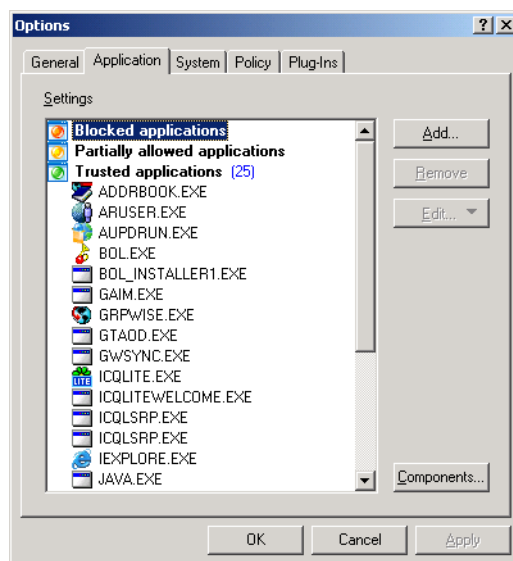 Options
General Application System Policy Plug-Ins
Settings
Blocked applications
Partially allowed applications
Trusted applications (25)
ADDRBOOK.EXE
ARUSER.EXE
AUPDRUN.EXE
BOL.EXE
BOL_INSTALLER1.EXE
GAIM.EXE
GRPWISE.EXE
GTAOD.EXE
GWSYNC.EXE
ICQLITE.EXE
ICQLITEWELCOME.EXE
ICQLSRP.EXE
ICQLSRP.EXE
IEXPLORE.EXE
JAVA.EXE
Add...
Remove
Edit...
Components...
OK Cancel Apply